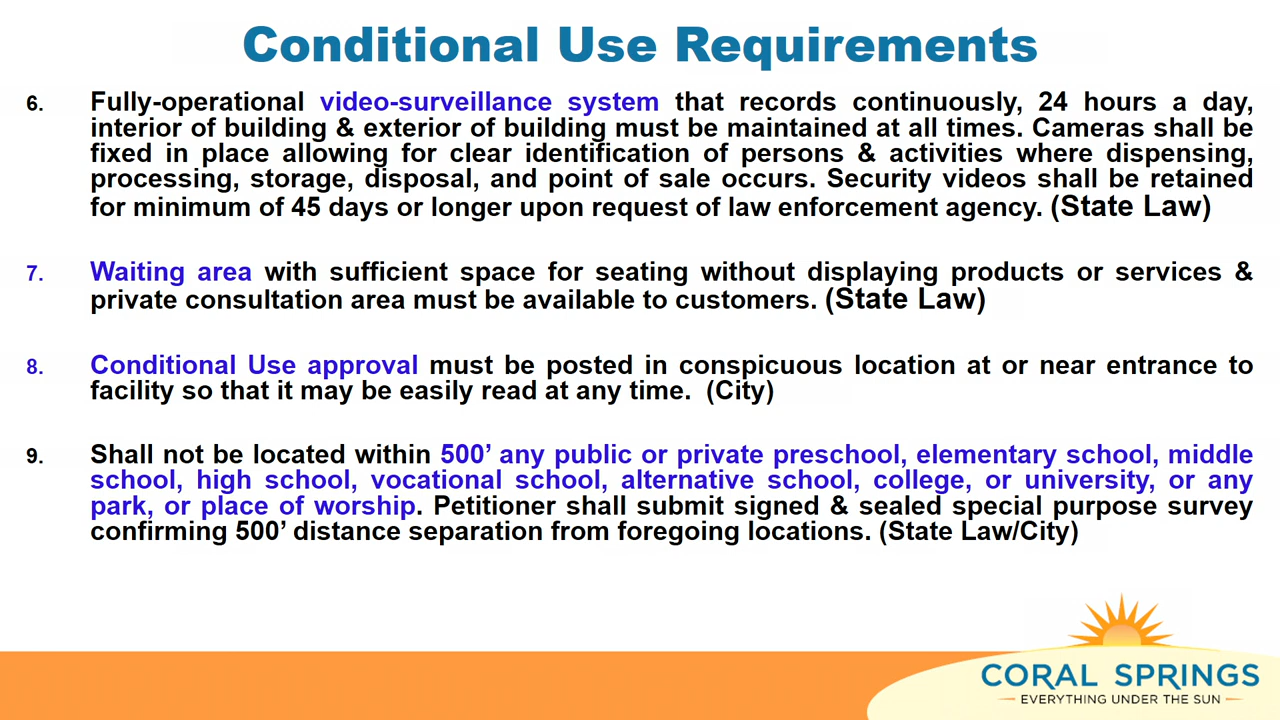 Conditional Use Requirements
6. Fully-operational video-surveillance system that records continuously, 24 hours a day,
interior of building & exterior of building must be maintained at all times. Cameras shall be
fixed in place allowing for clear identification of persons & activities where dispensing,
processing, storage, disposal, and point of sale occurs. Security videos shall be retained
for minimum of 45 days or longer upon request of law enforcement agency. (State Law)
7. Waiting area with sufficient space for seating without displaying products or services &
private consultation area must be available to customers. (State Law)
8. Conditional Use approval must be posted in conspicuous location at or near entrance to
facility so that it may be easily read at any time. (City)
9. Shall not be located within 500’ any public or private preschool, elementary school, middle
school, high school, vocational school, alternative school, college, or university, or any
park, or place of worship. Petitioner shall submit signed & sealed special purpose survey
confirming 500’ distance separation from foregoing locations. (State Law/City)
CORAL SPRINGS
EVERYTHING UNDER THE SUN